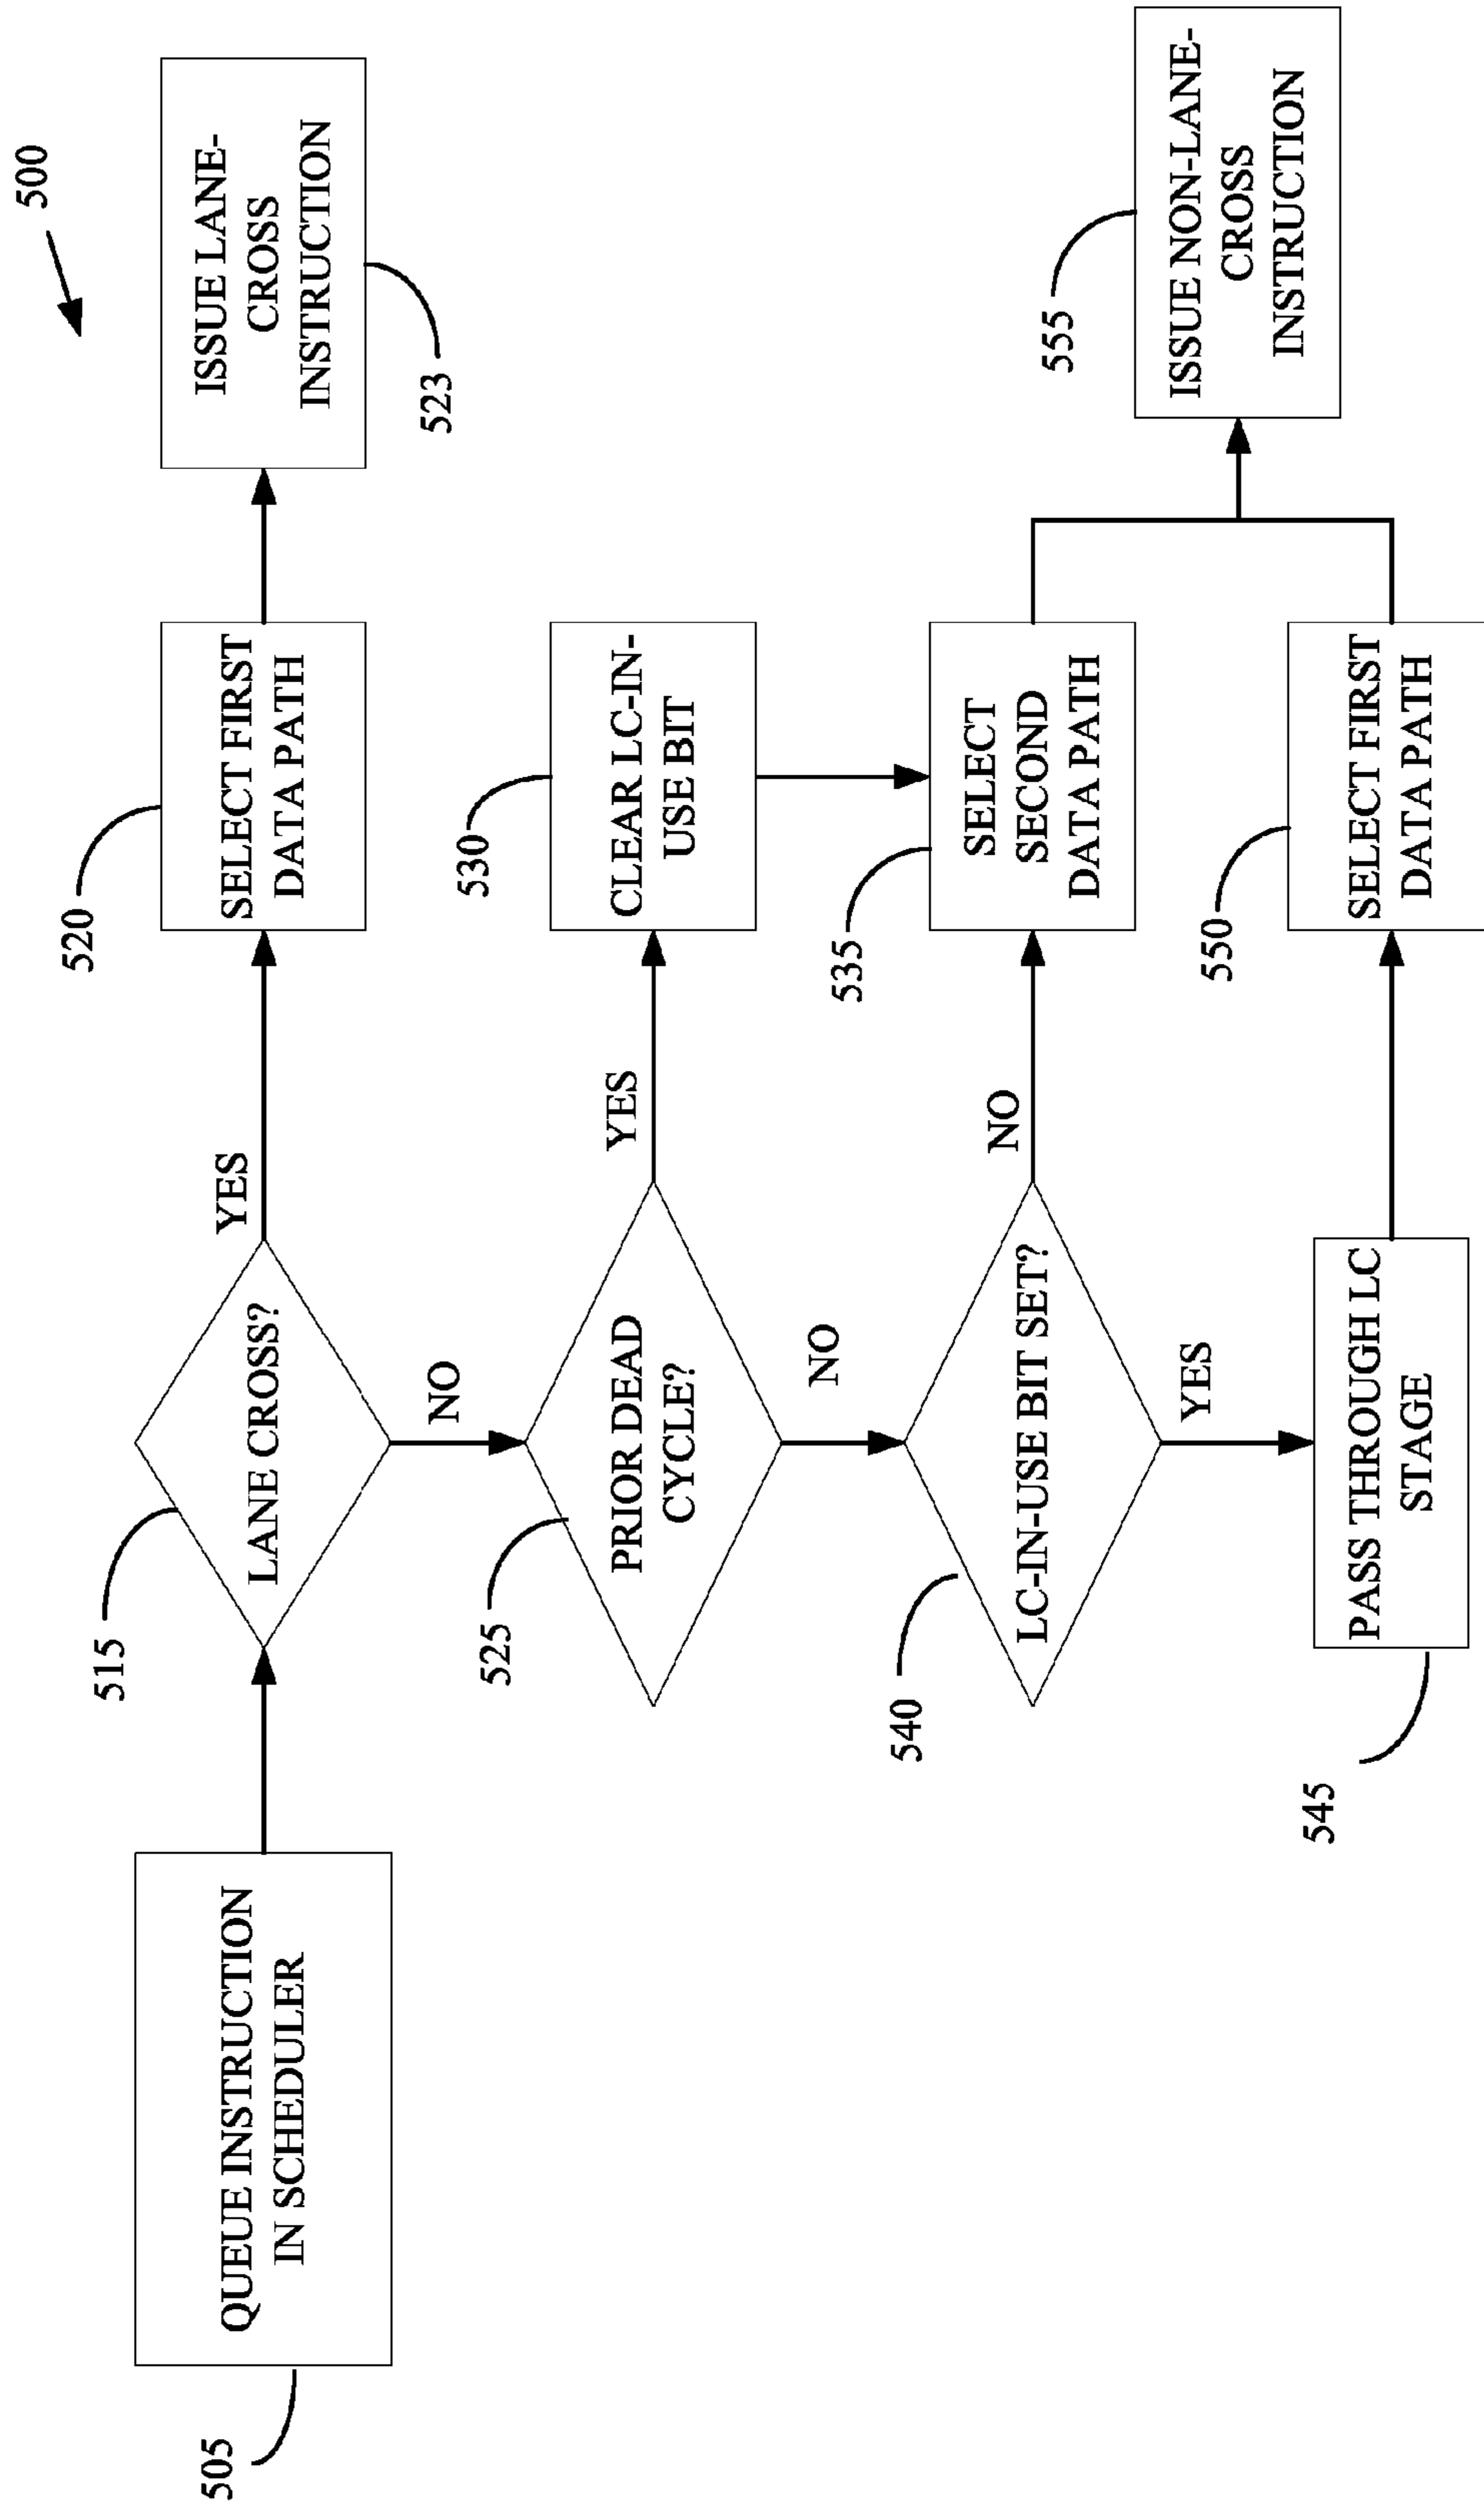 500
505
QUEUE INSTRUCTION
IN SCHEDULER
515
LANE CROSS?
YES
520
SELECT FIRST
DATA PATH
ISSUE LANE-
CROSS
INSTRUCTION
523
NO
525
PRIOR DEAD
CYCLE?
YES
530
CLEAR LC-IN-
USE BIT
NO
540
LC-IN-USE BIT SET?
NO
535
SELECT
SECOND
DATA PATH
555
ISSUE NON-LANE-
CROSS
INSTRUCTION
YES
545
PASS THROUGH LC
STAGE
550
SELECT FIRST
DATA PATH